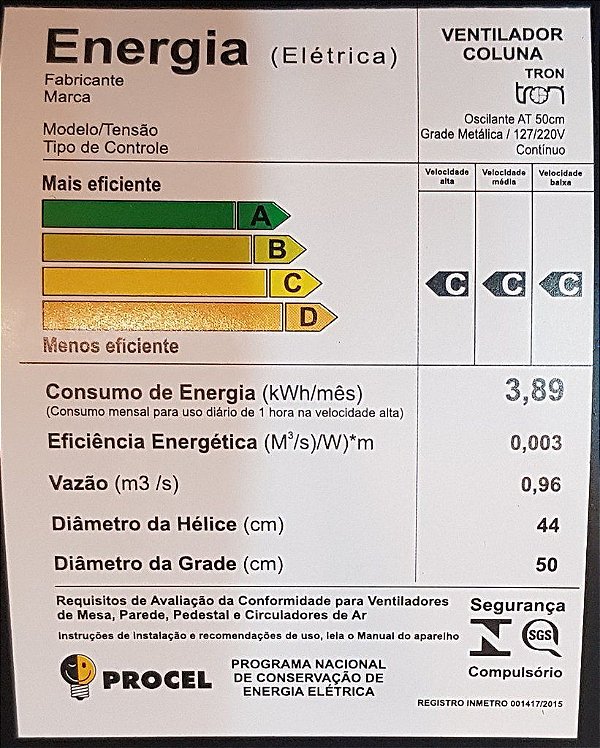 Energia (Elétrica)
Fabricante
Marca
Modelo/Tensão
Tipo de Controle
VENTILADOR
COLUNA
TRON
tron
Oscilante AT 50cm
Grade Metálica / 127/220V
Contínuo
Velocidade alta
Velocidade média
Velocidade baixa
Mais eficiente
A
B
C
D
Menos eficiente
C C C
Consumo de Energia (kWh/mês) 3,89
(Consumo mensal para uso diário de 1 hora na velocidade alta)
Eficiência Energética (M³/s)/W)*m 0,003
Vazão (m3 /s) 0,96
Diâmetro da Hélice (cm) 44
Diâmetro da Grade (cm) 50
Requisitos de Avaliação da Conformidade para Ventiladores
de Mesa, Parede, Pedestal e Circuladores de Ar
Instruções de Instalação e recomendações de uso, leia o Manual do aparelho
PROCEL
PROGRAMA NACIONAL
DE CONSERVAÇÃO DE
ENERGIA ELÉTRICA
Segurança
SGS
Compulsório
REGISTRO INMETRO 001417/2015